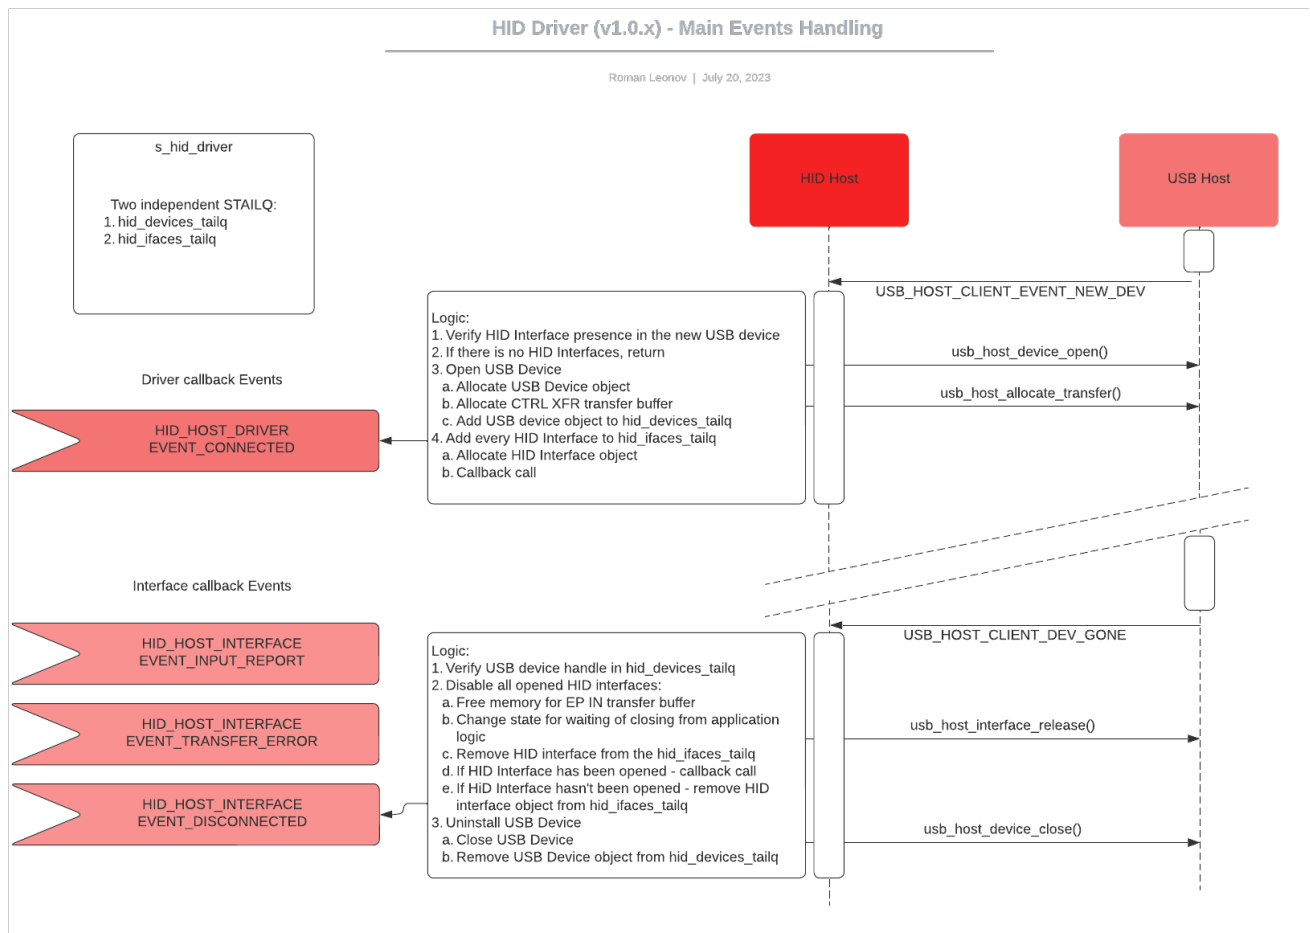 HID Driver (v1.0.x) - Main Events Handling
Roman Leonov | July 20, 2023
s_hid_driver
Two independent STAILQ:
1. hid_devices_tailq
2. hid_ifaces_tailq
HID Host
USB Host
USB_HOST_CLIENT_EVENT_NEW_DEV
Logic:
1. Verify HID Interface presence in the new USB device
2. If there is no HID Interfaces, return
3. Open USB Device
a. Allocate USB Device object
b. Allocate CTRL XFR transfer buffer
c. Add USB device object to hid_devices_tailq
4. Add every HID Interface to hid_ifaces_tailq
a. Allocate HID Interface object
b. Callback call
usb_host_device_open()
usb_host_allocate_transfer()
Driver callback Events
HID_HOST_DRIVER
EVENT_CONNECTED
Interface callback Events
HID_HOST_INTERFACE
EVENT_INPUT_REPORT
HID_HOST_INTERFACE
EVENT_TRANSFER_ERROR
HID_HOST_INTERFACE
EVENT_DISCONNECTED
USB_HOST_CLIENT_DEV_GONE
Logic:
1. Verify USB device handle in hid_devices_tailq
2. Disable all opened HID interfaces:
a. Free memory for EP IN transfer buffer
b. Change state for waiting of closing from application
logic
c. Remove HID interface from the hid_ifaces_tailq
d. If HID Interface has been opened - callback call
e. If HiD Interface hasn't been opened - remove HID
interface object from hid_ifaces_tailq
3. Uninstall USB Device
a. Close USB Device
b. Remove USB Device object from hid_devices_tailq
usb_host_interface_release()
usb_host_device_close()